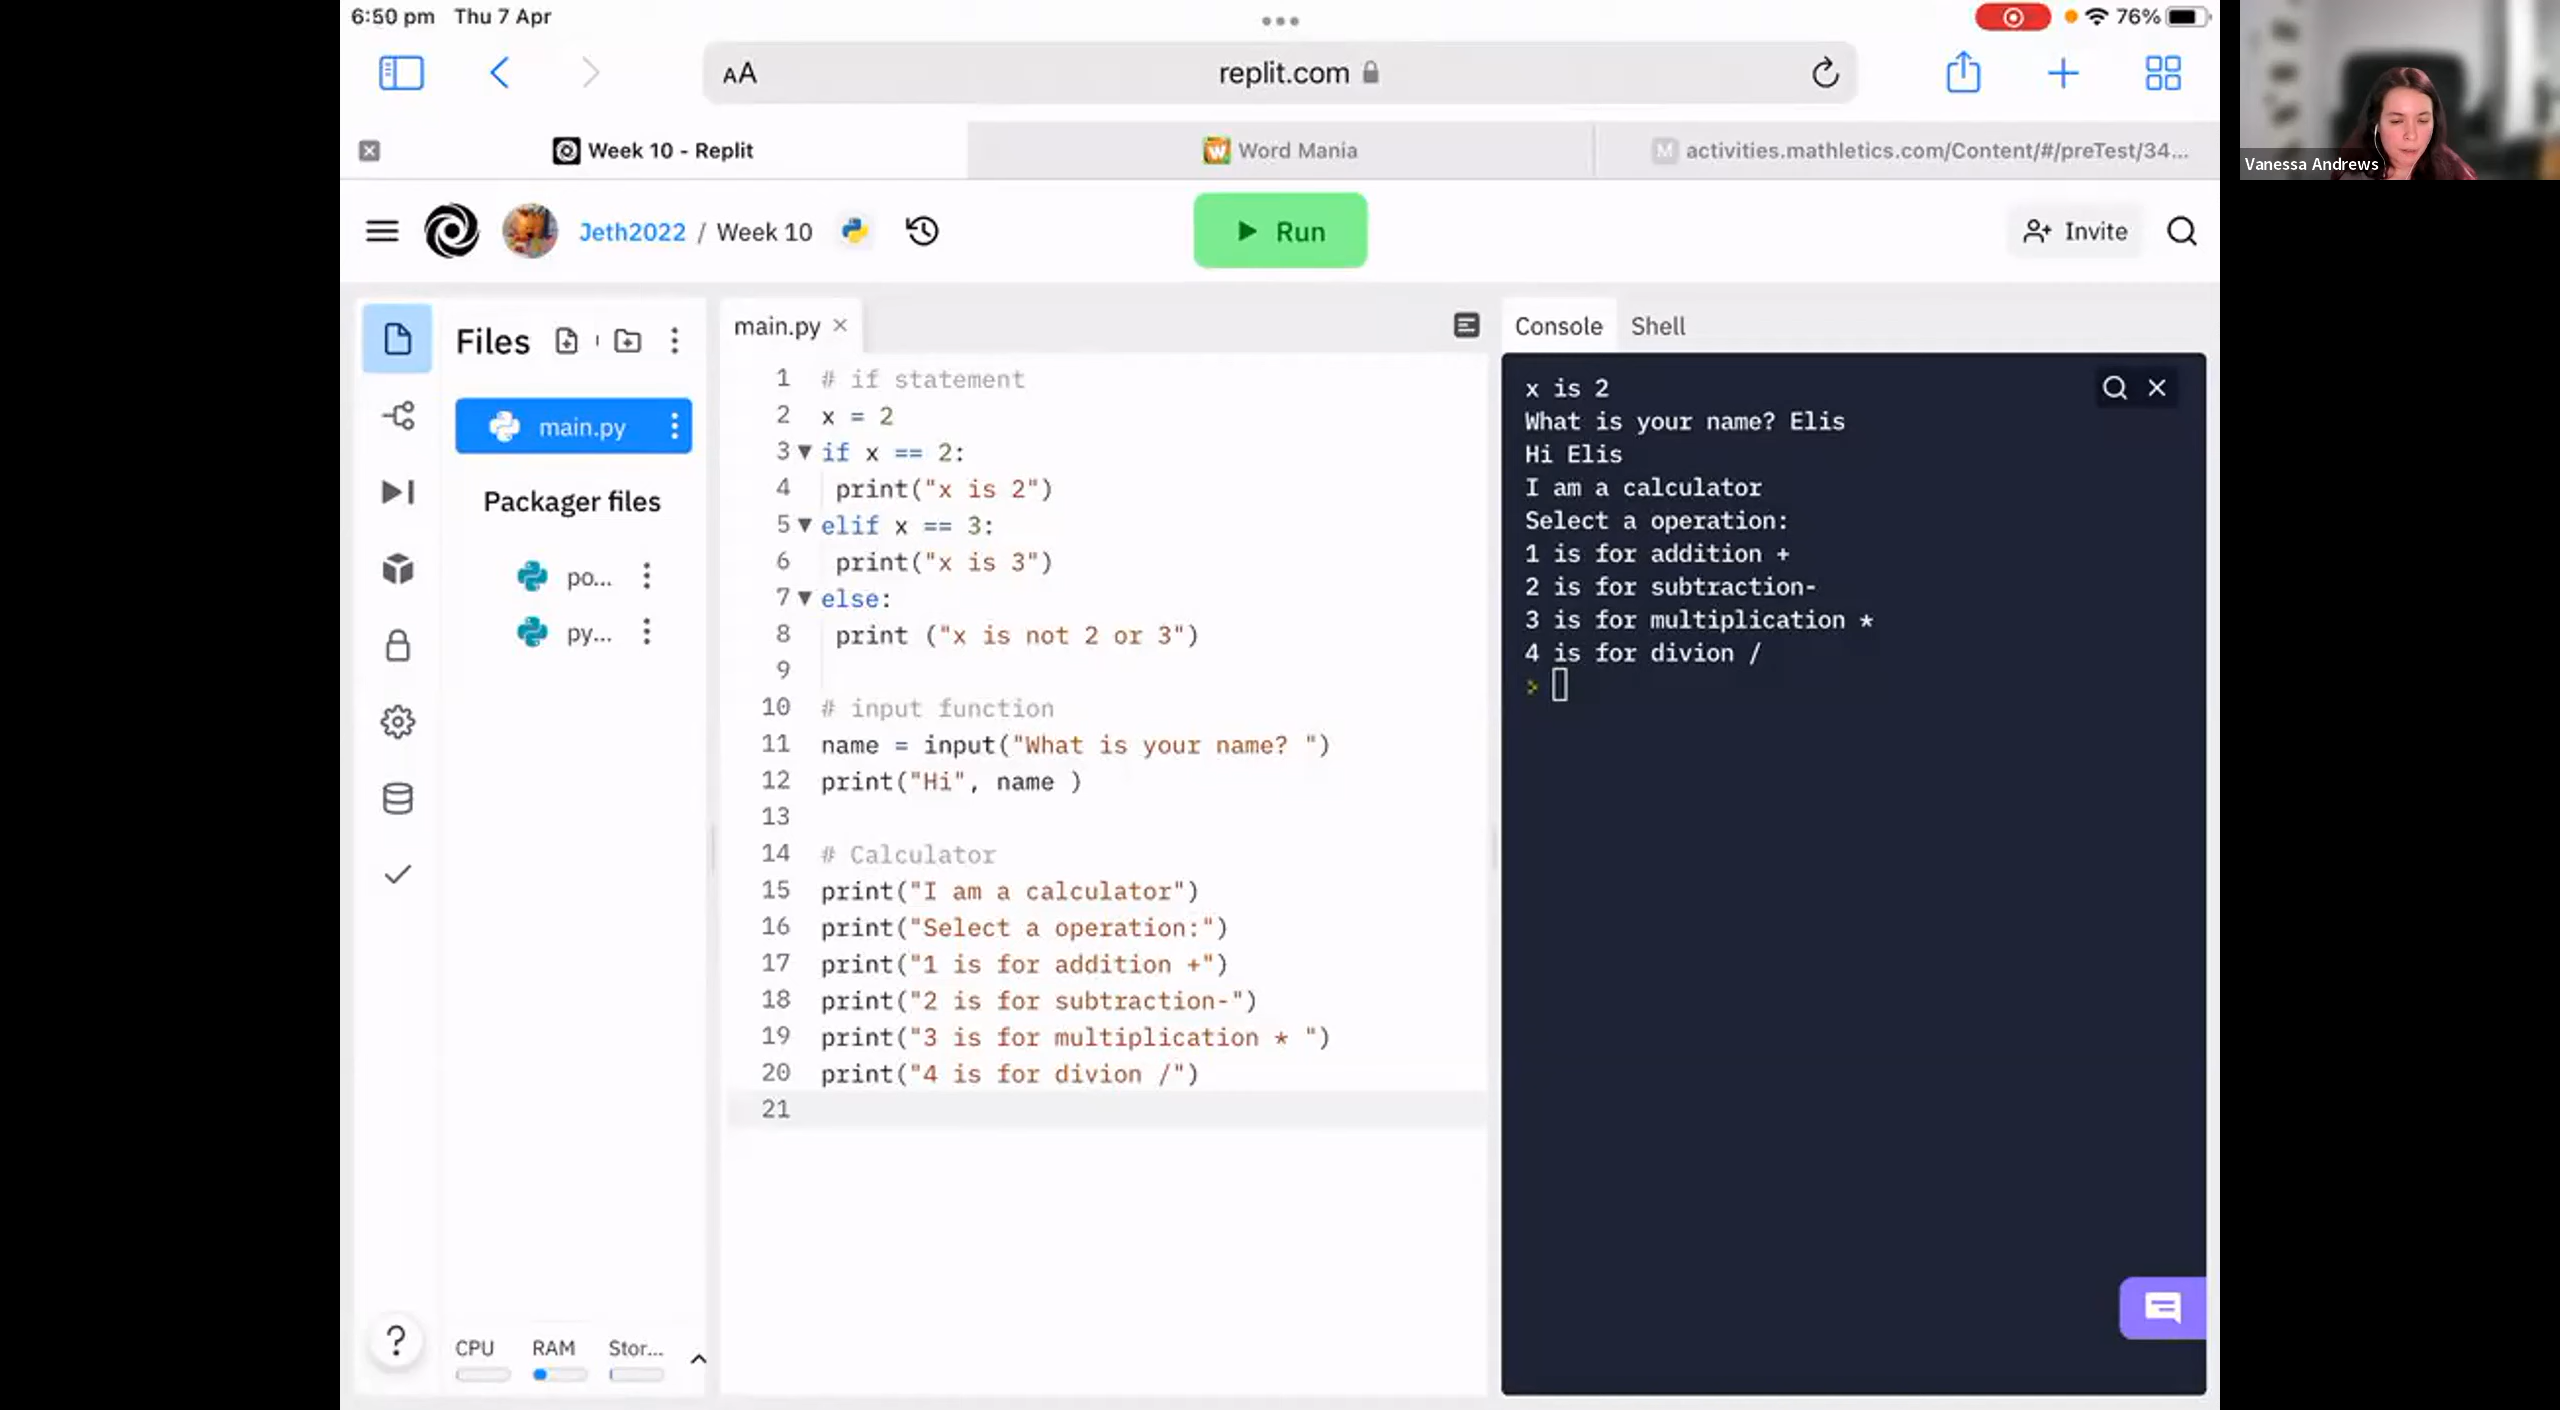 6:50 pm Thu 7 Apr
76%
AA
replit.com
Vanessa Andrews
Week 10 - Replit
Word Mania
activities.mathletics.com/Content/#/preTest/34...
Jeth2022 / Week 10
Run
Invite
Files
main.py
Packager files
po...
py...
CPU
RAM
Stor...
main.py
1 # if statement
2 x = 2
3 if x == 2:
4 print("x is 2")
5 elif x == 3:
6 print("x is 3")
7 else:
8 print ("x is not 2 or 3")
9
10 # input function
11 name = input("What is your name? ")
12 print("Hi", name )
13
14 # Calculator
15 print("I am a calculator")
16 print("Select a operation:")
17 print("1 is for addition +")
18 print("2 is for subtraction-")
19 print("3 is for multiplication * ")
20 print("4 is for divion /")
21
Console Shell
x is 2
What is your name? Elis
Hi Elis
I am a calculator
Select a operation:
1 is for addition +
2 is for subtraction-
3 is for multiplication *
4 is for divion /
>